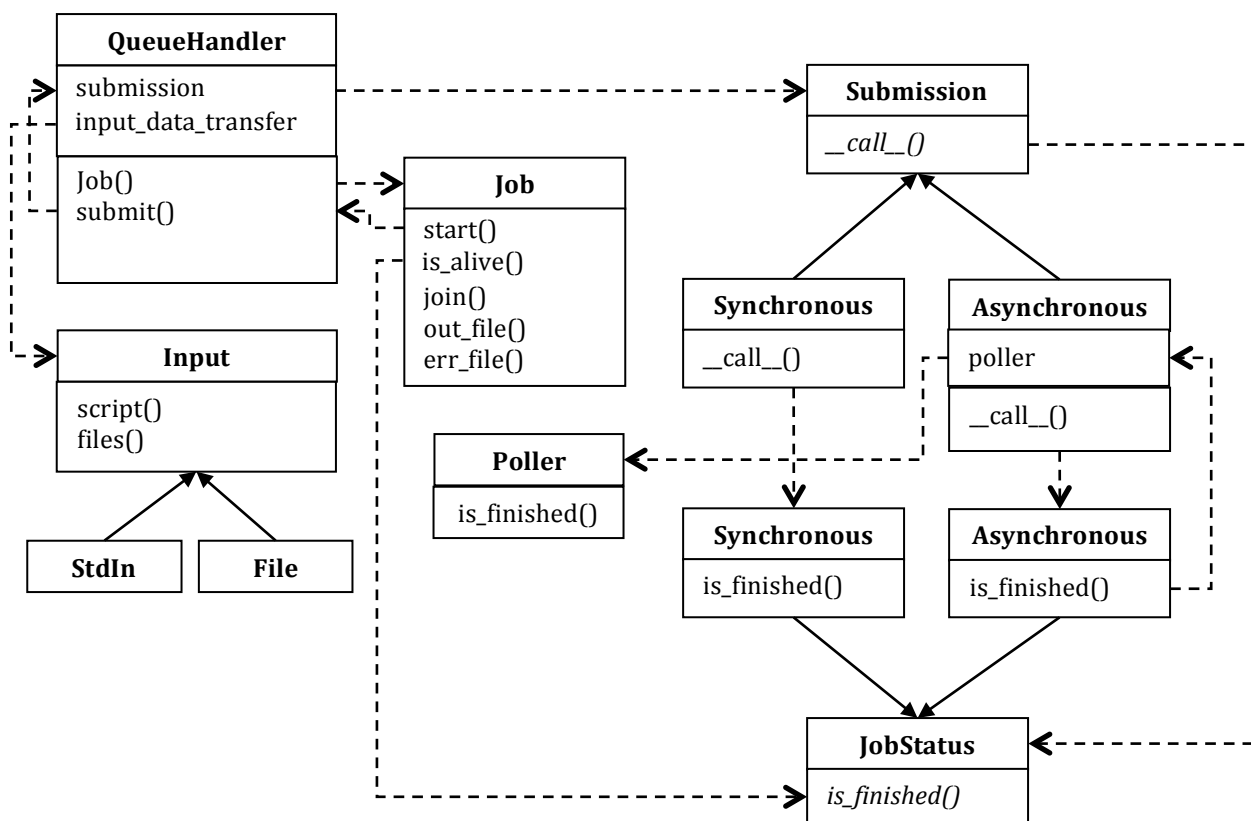 QueueHandler
submission
input_data_transfer
Job()
submit()
Submission
__call__()
Job
start()
is_alive()
join()
out_file()
err_file()
Synchronous
__call__()
Asynchronous
poller
__call__()
Input
script()
files()
StdIn
File
Poller
is_finished()
Synchronous
is_finished()
Asynchronous
is_finished()
JobStatus
is_finished()